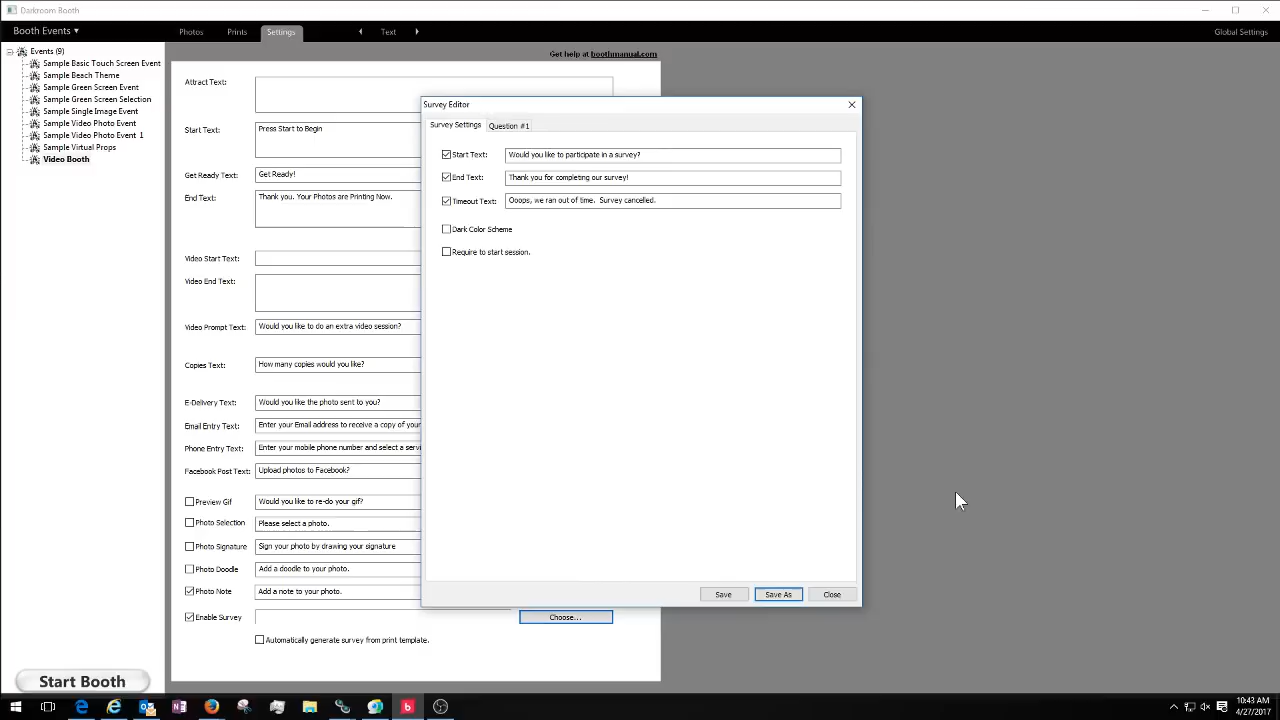 Darkroom Booth
Booth Events ▾
Photos
Prints
Settings
Text
Global Settings
Events (9)
Sample Basic Touch Screen Event
Sample Beach Theme
Sample Green Screen Event
Sample Green Screen Selection
Sample Single Image Event
Sample Video Photo Event
Sample Video Photo Event 1
Sample Virtual Props
Video Booth
Start Booth
Get help at boothmanual.com
Attract Text:
Start Text:
Press Start to Begin
Get Ready Text:
Get Ready!
End Text:
Thank you. Your Photos are Printing Now.
Video Start Text:
Video End Text:
Video Prompt Text:
Would you like to do an extra video session?
Copies Text:
How many copies would you like?
E-Delivery Text:
Would you like the photo sent to you?
Email Entry Text:
Enter your Email address to receive a copy of your
Phone Entry Text:
Enter your mobile phone number and select a servi
Facebook Post Text:
Upload photos to Facebook?
Preview Gif
Would you like to re-do your gif?
Photo Selection
Please select a photo.
Photo Signature
Sign your photo by drawing your signature
Photo Doodle
Add a doodle to your photo.
Photo Note
Add a note to your photo.
Enable Survey
Choose...
Automatically generate survey from print template.
Survey Editor
Survey Settings
Question #1
Start Text:
Would you like to participate in a survey?
End Text:
Thank you for completing our survey!
Timeout Text:
Ooops, we ran out of time. Survey cancelled.
Dark Color Scheme
Require to start session.
Save
Save As
Close
10:43 AM
4/27/2017